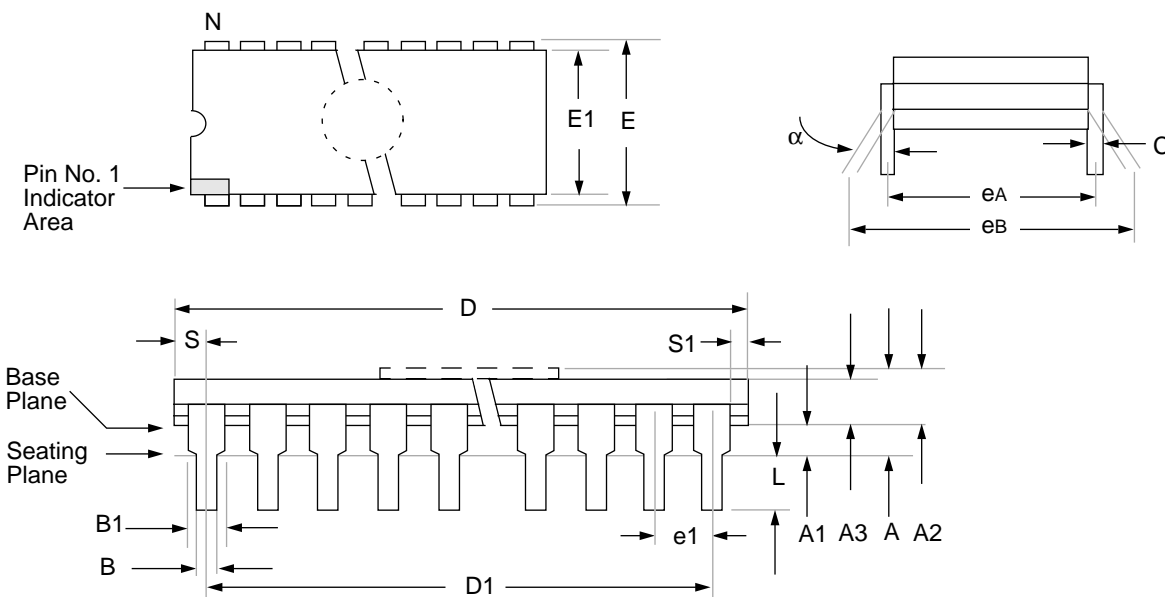 N
E1
E
Pin No. 1
Indicator
Area
α
C
eA
eB
D
S
S1
Base
Plane
Seating
Plane
L
B1
e1
A1
A3
A
A2
B
D1